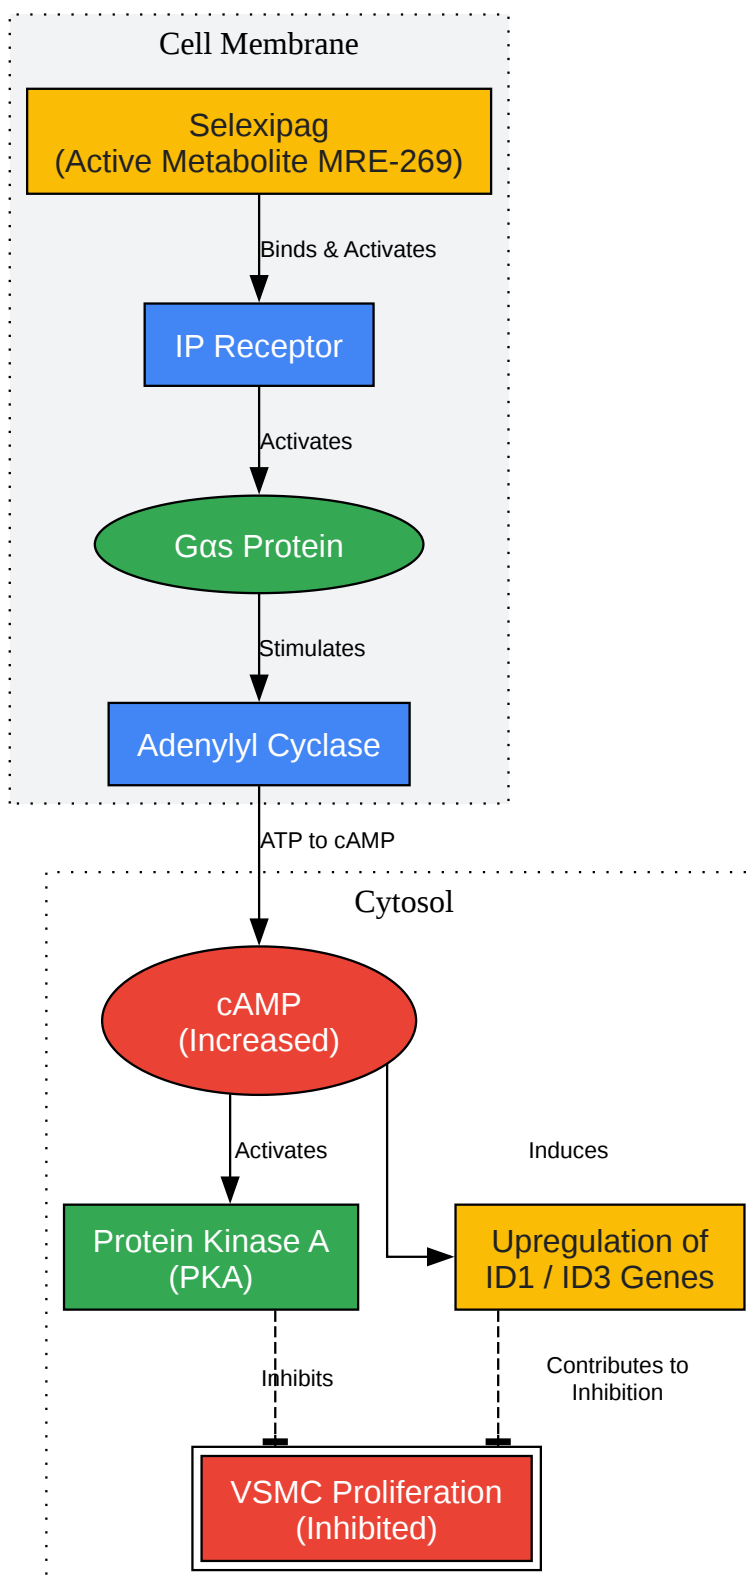 Cell Membrane
Selexipag
(Active Metabolite MRE-269)
Binds & Activates
IP Receptor
Activates
Gαs Protein
Stimulates
Adenylyl Cyclase
ATP to cAMP
Cytosol
cAMP
(Increased)
Activates
Induces
Protein Kinase A
(PKA)
Upregulation of
ID1 / ID3 Genes
Inhibits
Contributes to
Inhibition
VSMC Proliferation
(Inhibited)